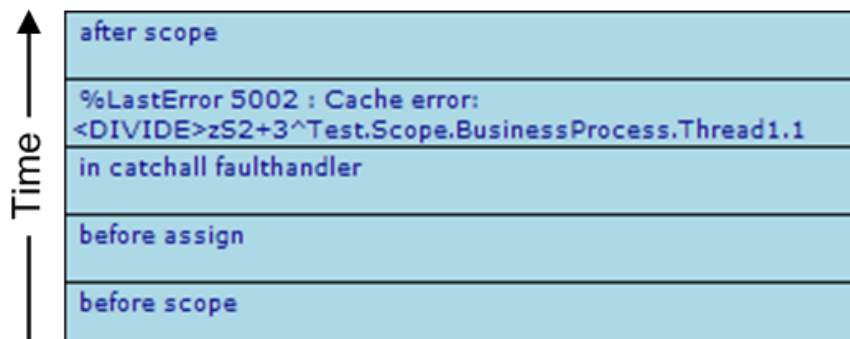 Time
after scope
%LastError 5002 : Cache error:
<DIVIDE>zS2+3^Test.Scope.BusinessProcess.Thread1.1
in catchall faulthandler
before assign
before scope